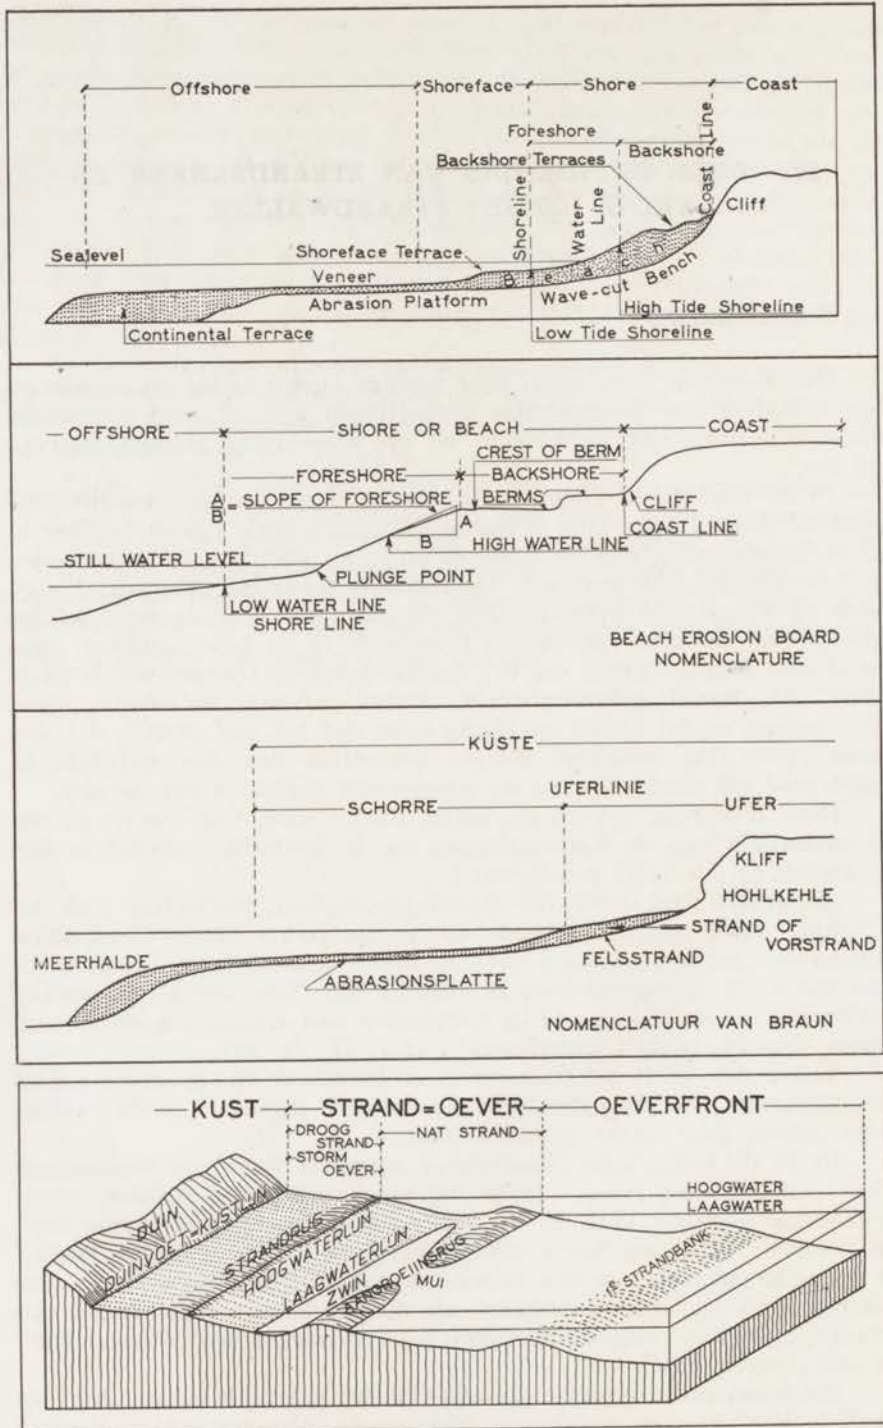 Offshore Shoreface Shore Coast
Foreshore
Backshore
Backshore Terraces
Shoreline
Water Line
Coast Line
Cliff
Sealevel
Shoreface Terrace
Veneer
Beach
Abrasion Platform
Wave-cut Bench
High Tide Shoreline
Continental Terrace
Low Tide Shoreline
OFFSHORE SHORE OR BEACH COAST
CREST OF BERM
FORESHORE BACKSHORE
A/B = SLOPE OF FORESHORE
BERMS
CLIFF
A
COAST LINE
B
HIGH WATER LINE
STILL WATER LEVEL
PLUNGE POINT
LOW WATER LINE
SHORE LINE
BEACH EROSION BOARD
NOMENCLATURE
KÜSTE
UFERLINIE
SCHORRE UFER
KLIFF
HOHLKEHLE
STRAND OF
VORSTRAND
MEERHALDE
FELSSTRAND
ABRASIONSPLATTE
NOMENCLATUUR VAN BRAUN
KUST STRAND=OEVER OEVERFRONT
DROOG
STRAND
NAT STRAND
STORM
OEVER
HOOGWATER
LAAGWATER
DUIN
DUINVOET=KUSTLIJN
STRANDRUG
HOOGWATERLIJN
LAAGWATERLIJN
ZWIN
AANGROEIINGSRUG
MUI
1e STRANDBANK